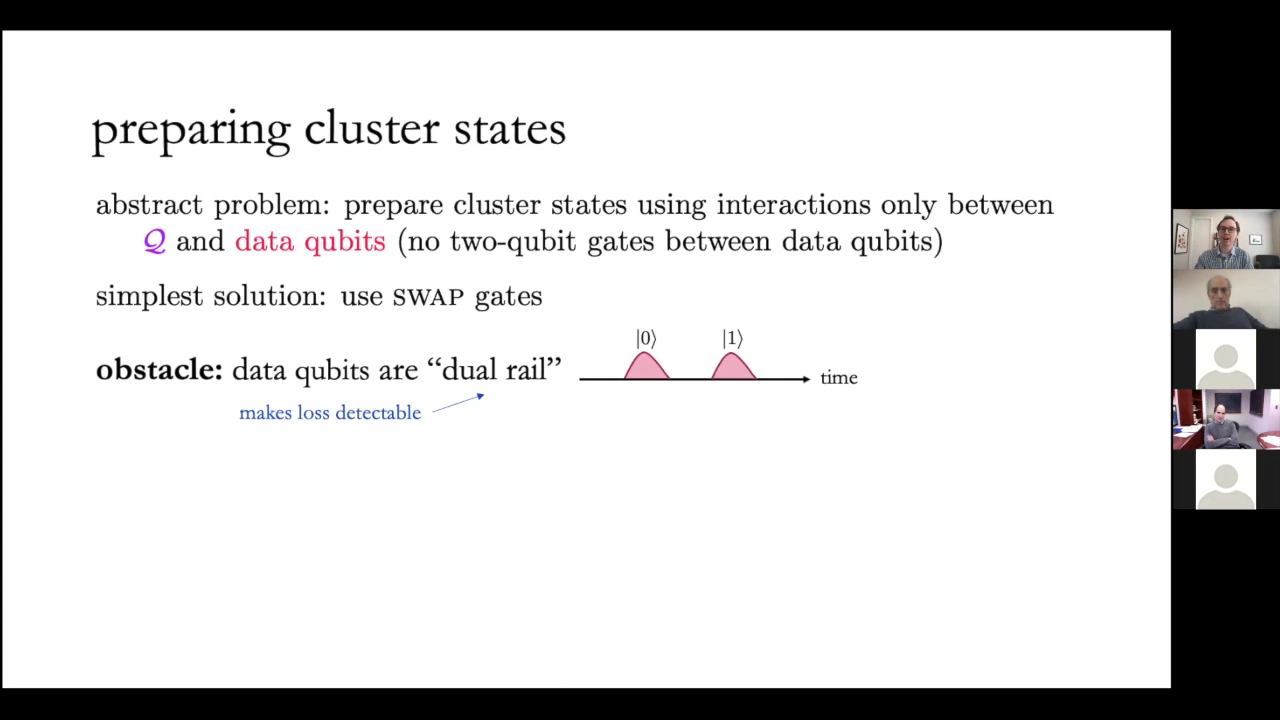 preparing cluster states
abstract problem: prepare cluster states using interactions only between
Q and data qubits (no two-qubit gates between data qubits)
simplest solution: use SWAP gates
|0⟩ |1⟩
obstacle: data qubits are “dual rail” time
makes loss detectable